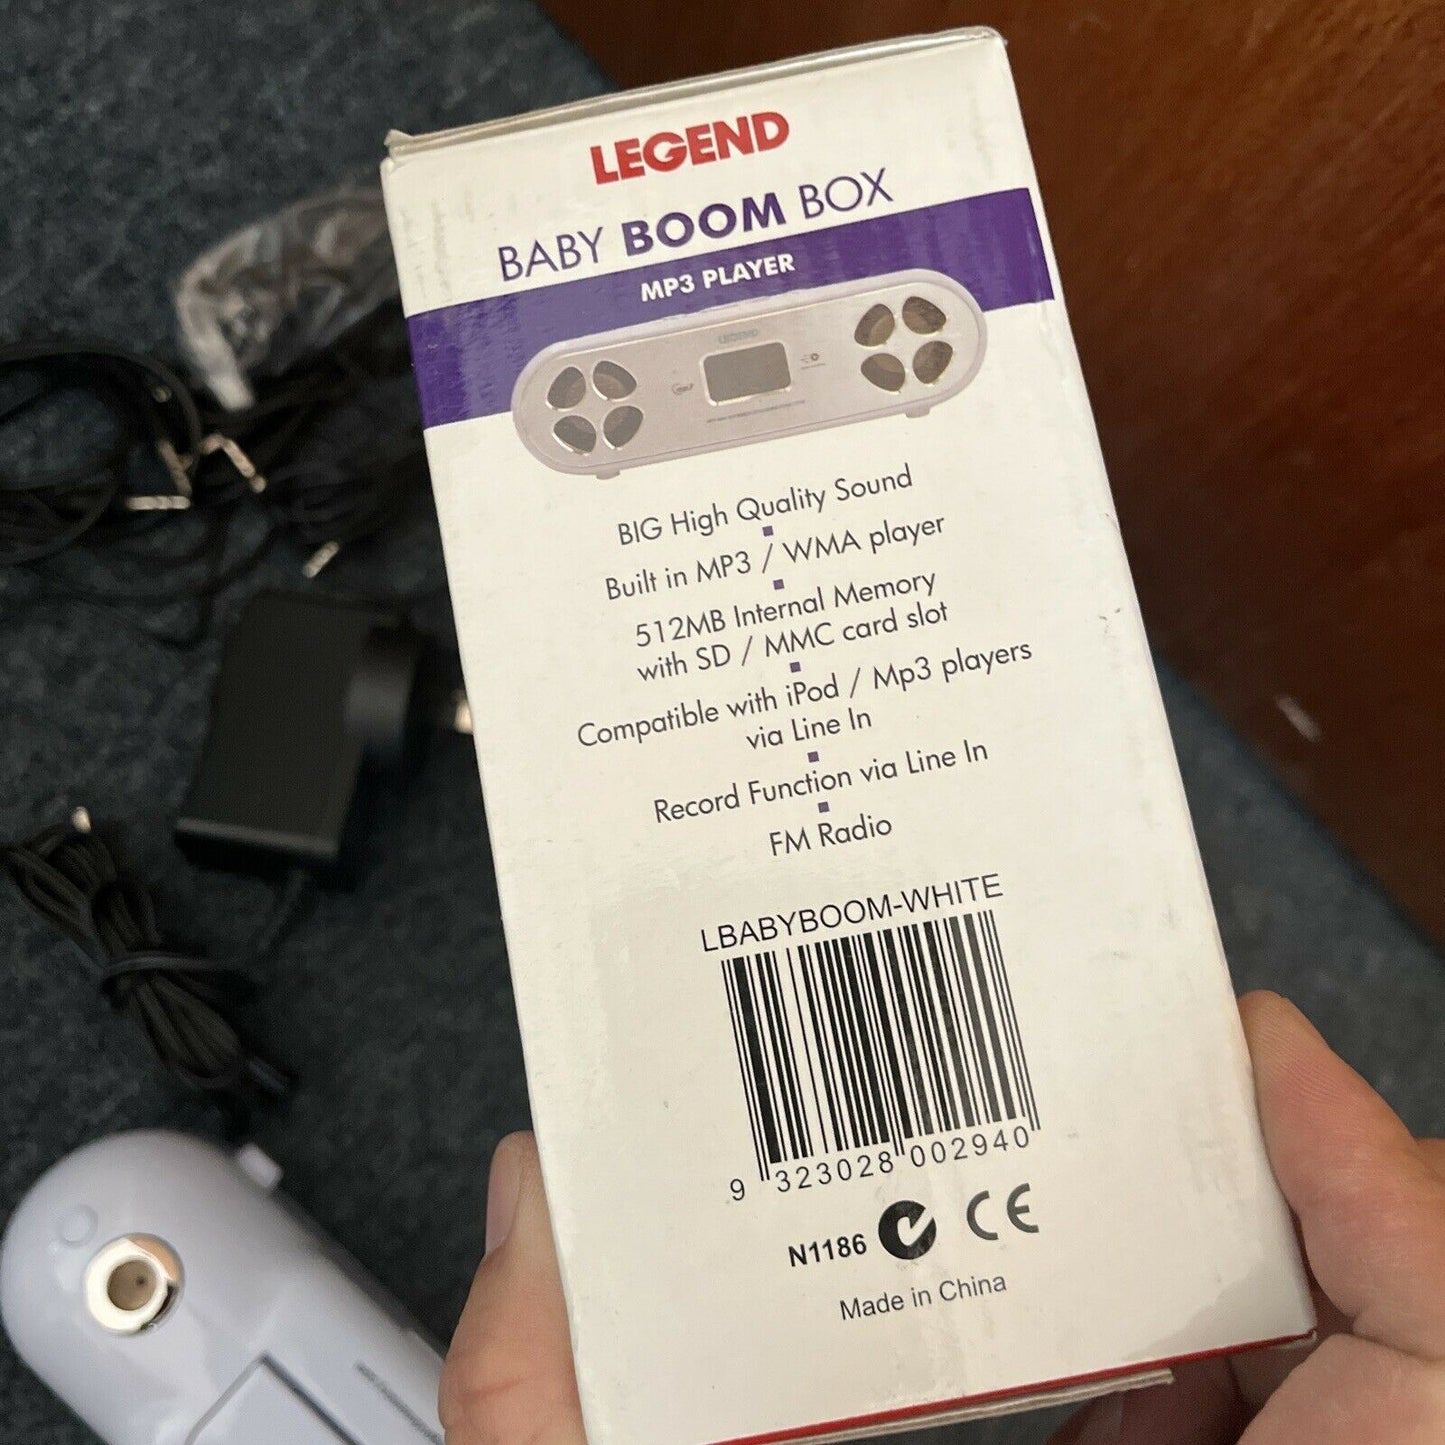 LEGEND
BABY BOOM BOX
MP3 PLAYER
LEGEND
BIG High Quality Sound
Built in MP3 / WMA player
512MB Internal Memory
with SD / MMC card slot
Compatible with iPod / Mp3 players
via Line In
Record Function via Line In
FM Radio
LBABYBOOM-WHITE
9 323028 002940
N1186 CE
Made in China